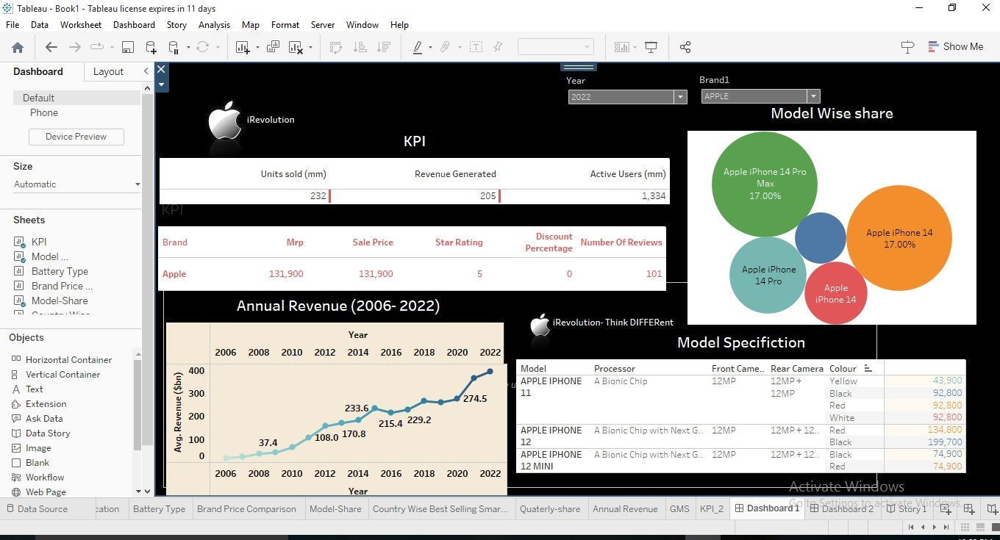 Tableau - Book1 - Tableau license expires in 11 days
File Data Worksheet Dashboard Story Analysis Map Format Server Window Help
Show Me
Dashboard Layout
Default
Phone
Device Preview
Size
Automatic
Sheets
KPI
Model ...
Battery Type
Brand Price ...
Model-Share
Objects
Horizontal Container
Vertical Container
Text
Extension
Ask Data
Data Story
Image
Blank
Workflow
Web Page
Year Brand1
2022 APPLE
iRevolution
KPI
Units sold (mm) Revenue Generated Active Users (mm)
232 205 1,334
KPI
Brand Mrp Sale Price Star Rating Discount Percentage Number Of Reviews
Apple 131,900 131,900 5 0 101
Model Wise share
Apple iPhone 14 Pro
Max
17.00%
Apple iPhone 14
17.00%
Apple iPhone
14 Pro
Apple
iPhone 14
Annual Revenue (2006- 2022)
Year
2006 2008 2010 2012 2014 2016 2018 2020 2022
Avg. Revenue ($bn)
400
300
200
100
0
37.4
108.0
170.8
233.6
215.4
229.2
274.5
2006 2008 2010 2012 2014 2016 2018 2020 2022
Year
iRevolution- Think DIFFERent
Model Specifiction
Model Processor Front Came.. Rear Camera Colour
APPLE IPHONE A Bionic Chip 12MP 12MP + Yellow 43,900
11 12MP Black 92,800
Red 92,800
White 92,800
APPLE IPHONE A Bionic Chip with Next G.. 12MP 12MP + 12.. Red 134,800
12 Black 199,700
APPLE IPHONE A Bionic Chip with Next G.. 12MP 12MP + 12.. Black 74,900
12 MINI Red 74,900
Activate Windows
Go to Settings to activate Windows.
Data Source cation Battery Type Brand Price Comparison Model-Share Country Wise Best Selling Smar... Quaterly-share Annual Revenue GMS KPI_2 Dashboard 1 Dashboard 2 Story 1